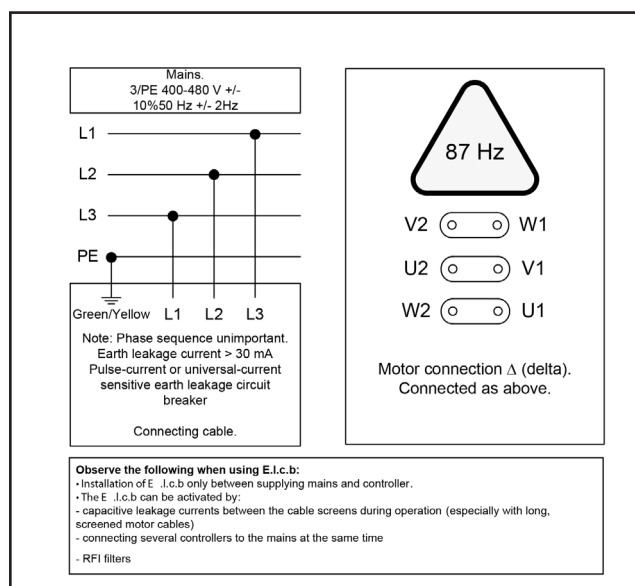 Mains.
3/PE 400-480 V +/-
10%50 Hz +/- 2Hz
L1
L2
L3
PE
Green/Yellow L1 L2 L3
Note: Phase sequence unimportant.
Earth leakage current > 30 mA
Pulse-current or universal-current
sensitive earth leakage circuit
breaker
Connecting cable.
87 Hz
V2 W1
U2 V1
W2 U1
Motor connection Δ (delta).
Connected as above.
Observe the following when using E.l.c.b:
• Installation of E .l.c.b only between supplying mains and controller.
• The E .l.c.b can be activated by:
- capacitive leakage currents between the cable screens during operation (especially with long,
screened motor cables)
- connecting several controllers to the mains at the same time
- RFI filters